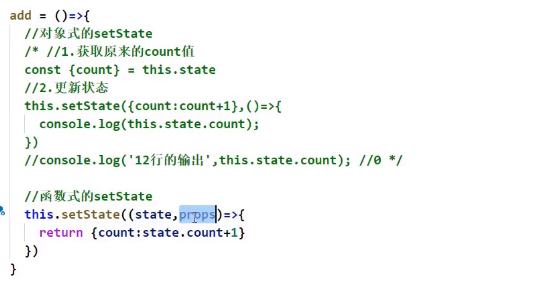 add = ()=>{
//对象式的setState
/* //1.获取原来的count值
const {count} = this.state
//2.更新状态
this.setState({count:count+1},()=>{
console.log(this.state.count);
})
//console.log('12行的输出',this.state.count); //0 */
//函数式的setState
this.setState((state,props)=>{
return {count:state.count+1}
})
}